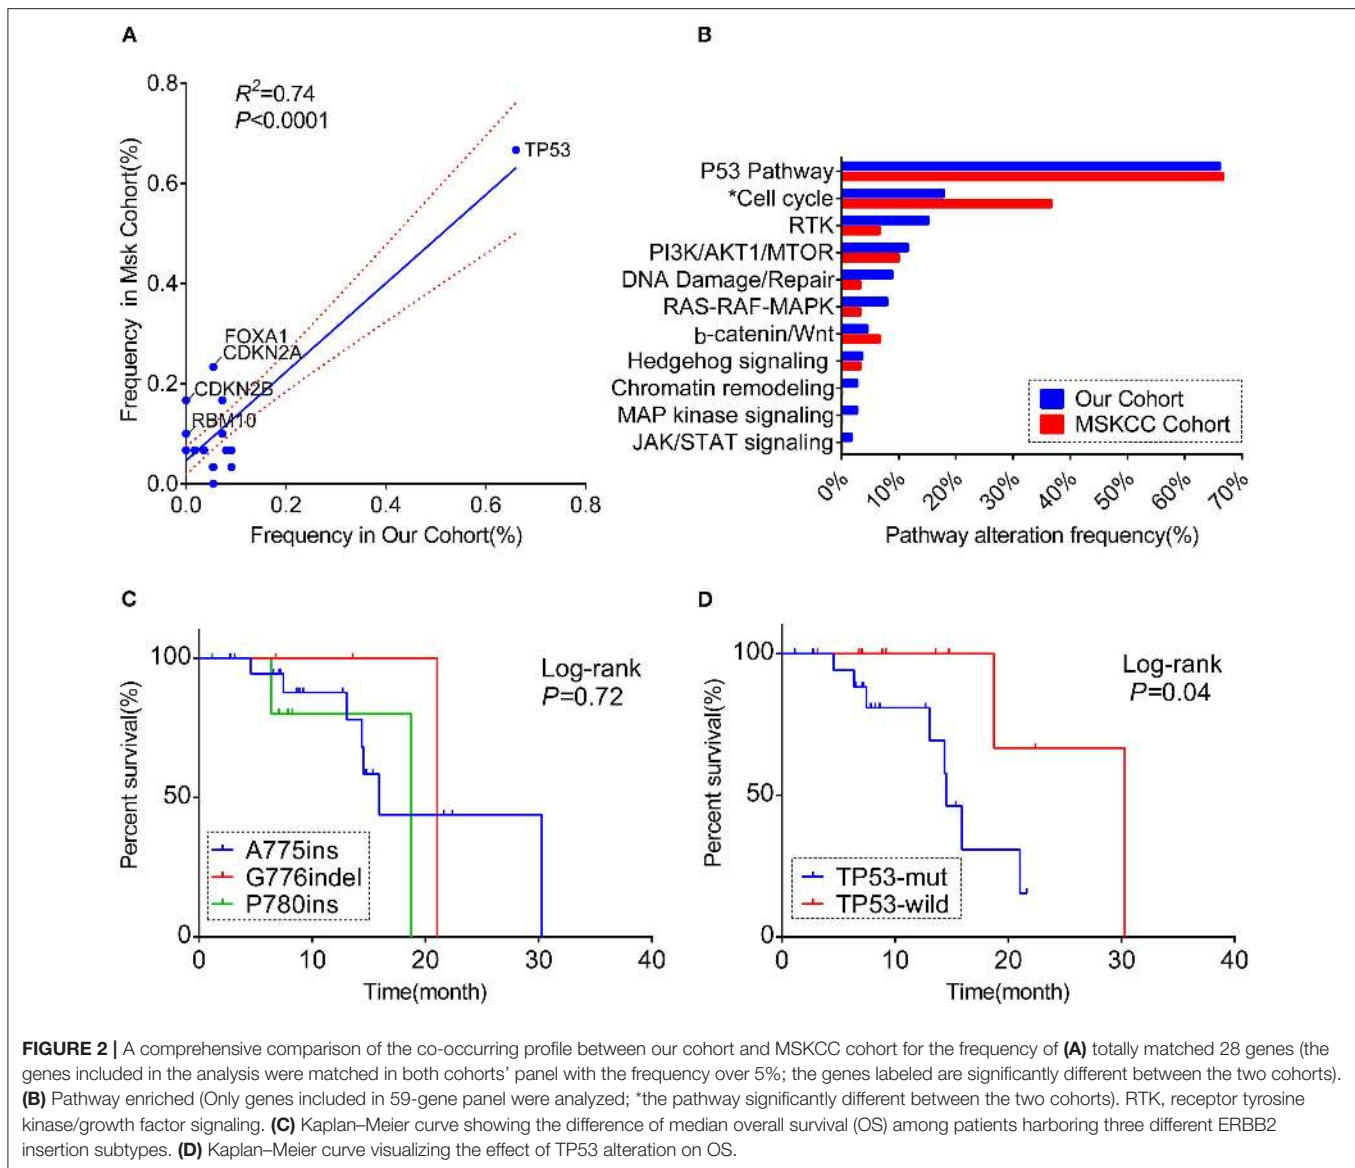 A
R²=0.74
P<0.0001
0.8
0.6
0.4
0.2
0.0
Frequency in Msk Cohort(%)
TP53
FOXA1
CDKN2A
CDKN2B
RBM10
0.0 0.2 0.4 0.6 0.8
Frequency in Our Cohort(%)
B
P53 Pathway
*Cell cycle
RTK
PI3K/AKT1/MTOR
DNA Damage/Repair
RAS-RAF-MAPK
b-catenin/Wnt
Hedgehog signaling
Chromatin remodeling
MAP kinase signaling
JAK/STAT signaling
Our Cohort
MSKCC Cohort
0% 10% 20% 30% 40% 50% 60% 70%
Pathway alteration frequency(%)
C
Percent survival(%)
100
50
0
Log-rank
P=0.72
A775ins
G776indel
P780ins
0 10 20 30 40
Time(month)
D
Percent survival(%)
100
50
0
Log-rank
P=0.04
TP53-mut
TP53-wild
0 10 20 30 40
Time(month)
FIGURE 2 | A comprehensive comparison of the co-occurring profile between our cohort and MSKCC cohort for the frequency of (A) totally matched 28 genes (the
genes included in the analysis were matched in both cohorts' panel with the frequency over 5%; the genes labeled are significantly different between the two cohorts).
(B) Pathway enriched (Only genes included in 59-gene panel were analyzed; *the pathway significantly different between the two cohorts). RTK, receptor tyrosine
kinase/growth factor signaling. (C) Kaplan–Meier curve showing the difference of median overall survival (OS) among patients harboring three different ERBB2
insertion subtypes. (D) Kaplan–Meier curve visualizing the effect of TP53 alteration on OS.